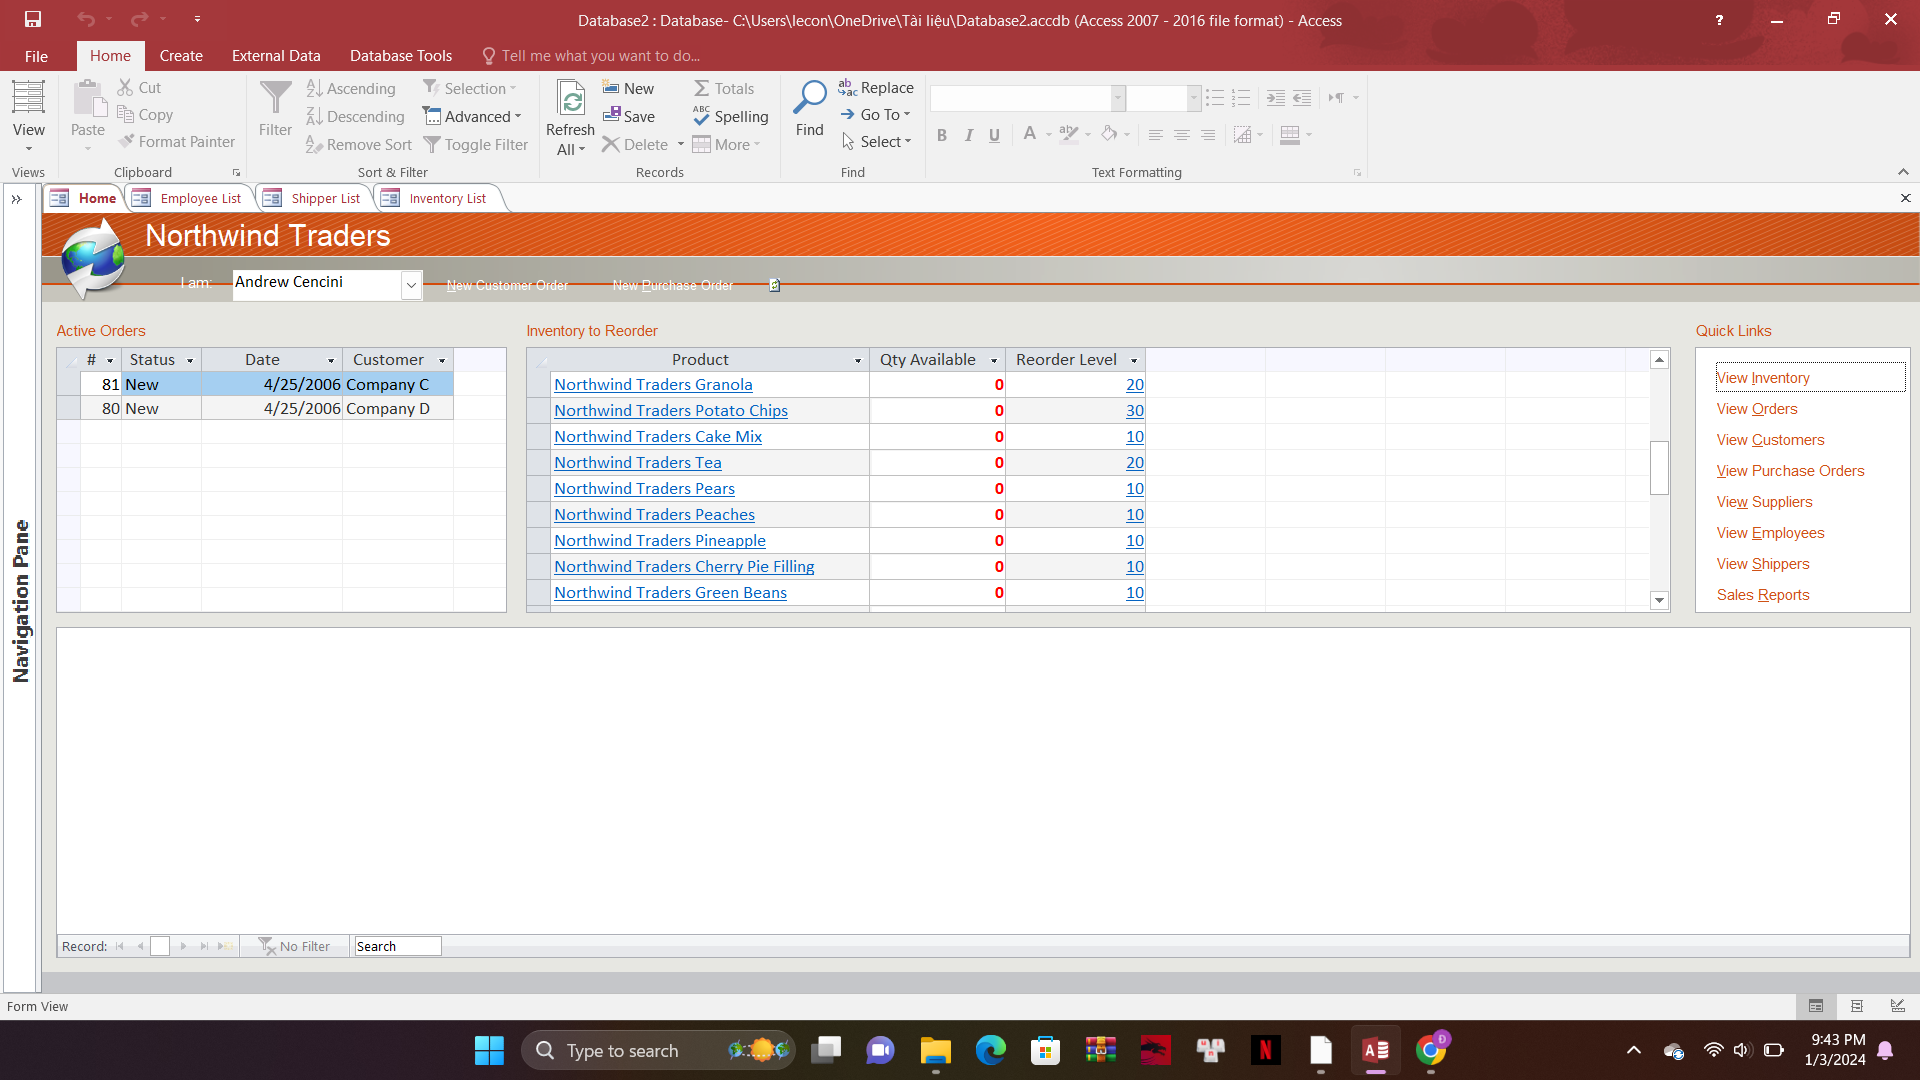 Database2 : Database- C:\Users\lecon\OneDrive\Tài liệu\Database2.accdb (Access 2007 - 2016 file format) - Access
File Home Create External Data Database Tools Tell me what you want to do...
View
Views
Paste
Cut
Copy
Format Painter
Clipboard
Filter
Ascending
Descending
Remove Sort
Selection
Advanced
Toggle Filter
Sort & Filter
Refresh
All
New
Save
Delete
Totals
Spelling
More
Records
Find
Replace
Go To
Select
Find
B I U A
Text Formatting
Home Employee List Shipper List Inventory List
Northwind Traders
I am: Andrew Cencini New Customer Order New Purchase Order
Active Orders
# Status Date Customer
81 New 4/25/2006 Company C
80 New 4/25/2006 Company D
Inventory to Reorder
Product Qty Available Reorder Level
Northwind Traders Granola 0 20
Northwind Traders Potato Chips 0 30
Northwind Traders Cake Mix 0 10
Northwind Traders Tea 0 20
Northwind Traders Pears 0 10
Northwind Traders Peaches 0 10
Northwind Traders Pineapple 0 10
Northwind Traders Cherry Pie Filling 0 10
Northwind Traders Green Beans 0 10
Quick Links
View Inventory
View Orders
View Customers
View Purchase Orders
View Suppliers
View Employees
View Shippers
Sales Reports
Navigation Pane
Record: No Filter Search
Form View
Type to search
9:43 PM
1/3/2024